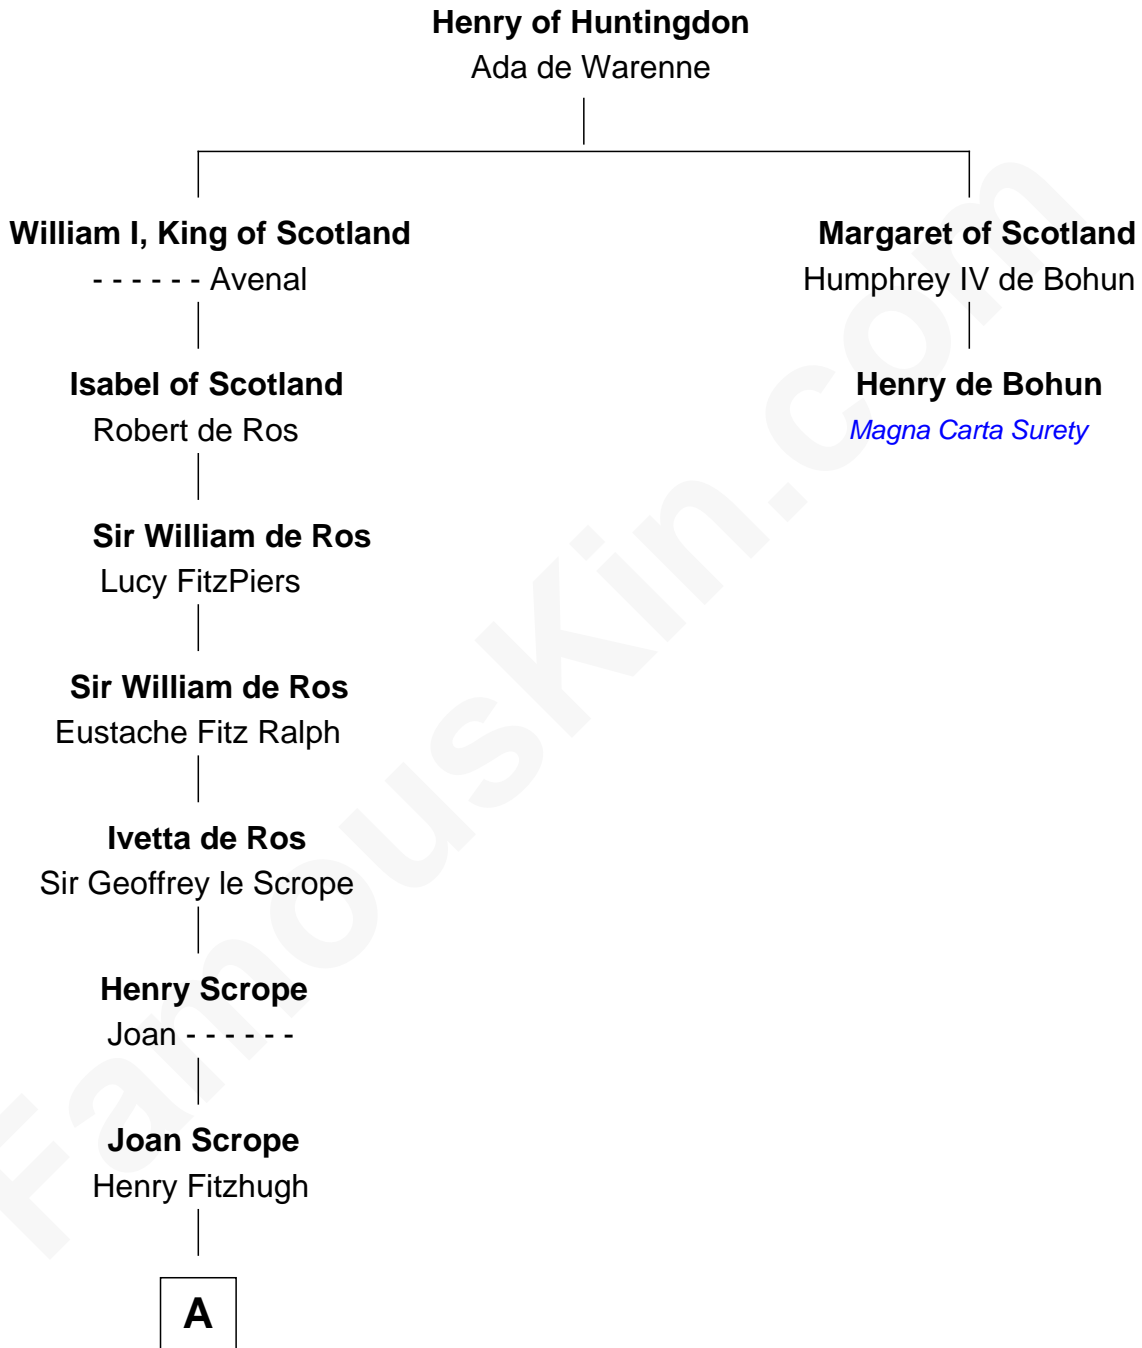 Henry of Huntingdon
Ada de Warenne
William I, King of Scotland
- - - - - - Avenal
Margaret of Scotland
Humphrey IV de Bohun
Isabel of Scotland
Robert de Ros
Henry de Bohun
Magna Carta Surety
Sir William de Ros
Lucy FitzPiers
Sir William de Ros
Eustache Fitz Ralph
Ivetta de Ros
Sir Geoffrey le Scrope
Henry Scrope
Joan - - - - - -
Joan Scrope
Henry Fitzhugh
A
FamousKin.com